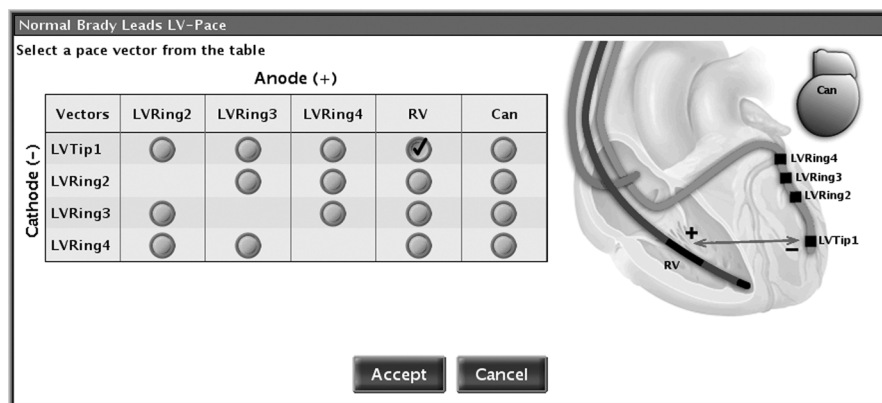 Normal Brady Leads LV-Pace
Select a pace vector from the table
Anode (+)
Cathode (-)
Vectors LVRing2 LVRing3 LVRing4 RV Can
LVTip1
LVRing2
LVRing3
LVRing4
Can
LVRing4
LVRing3
LVRing2
LVTip1
+
−
RV
Accept Cancel